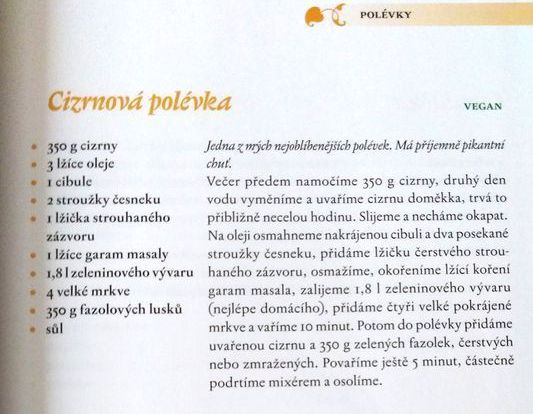 POLÉVKY
Cizrnová polévka
VEGAN
350 g cizrny
3 lžíce oleje
1 cibule
2 stroužky česneku
1 lžička strouhaného
zázvoru
1 lžíce garam masaly
1,8 l zeleninového vývaru
4 velké mrkve
350 g fazolových lusků
sůl
Jedna z mých nejoblíbenějších polévek. Má příjemně pikantní
chuť.
Večer předem namočíme 350 g cizrny, druhý den
vodu vyměníme a uvaříme cizrnu doměkka, trvá to
přibližně necelou hodinu. Slijeme a necháme okapat.
Na oleji osmahneme nakrájenou cibuli a dva posekané
stroužky česneku, přidáme lžičku čerstvého strou-
haného zázvoru, osmažíme, okořeníme lžící koření
garam masala, zalijeme 1,8 l zeleninového vývaru
(nejlépe domácího), přidáme čtyři velké pokrájené
mrkve a vaříme 10 minut. Potom do polévky přidáme
uvařenou cizrnu a 350 g zelených fazolek, čerstvých
nebo zmražených. Povaříme ještě 5 minut, částečně
podrtíme mixérem a osolíme.